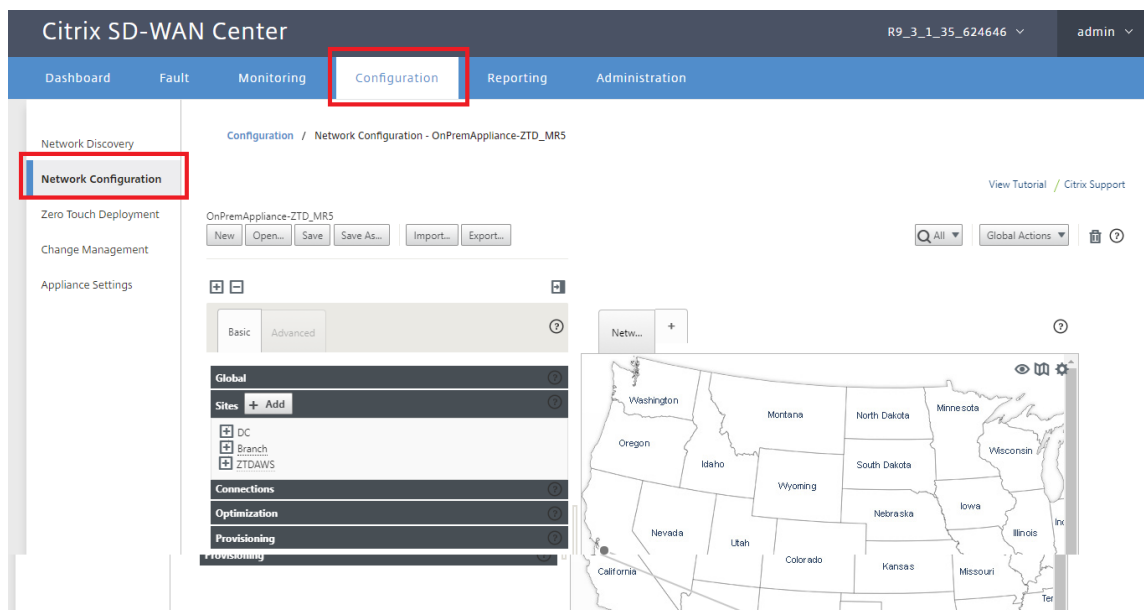 Citrix SD-WAN Center R9_3_1_35_624646 admin
Dashboard Fault Monitoring Configuration Reporting Administration
Configuration / Network Configuration - OnPremAppliance-ZTD_MR5
Network Discovery
Network Configuration
View Tutorial / Citrix Support
Zero Touch Deployment
OnPremAppliance-ZTD_MR5
New Open... Save Save As... Import... Export... All Global Actions
Change Management
Appliance Settings
Basic Advanced Netw... +
Global
Sites + Add
DC
Branch
ZTDAWS
Connections
Optimization
Provisioning
Provisioning
Washington
Montana
North Dakota
Minnesota
Oregon
Idaho
South Dakota
Wisconsin
Wyoming
Nebraska
Iowa
Illinois
Nevada
Utah
Colorado
California
Kansas
Missouri